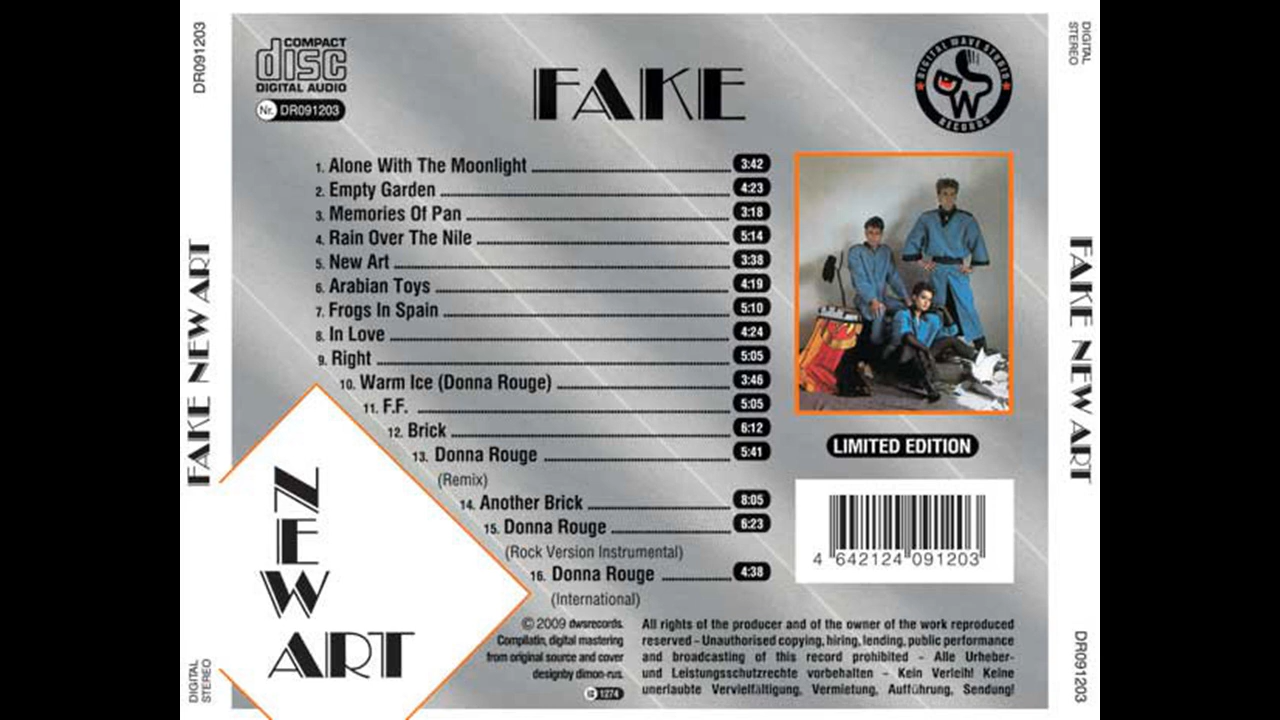 DR091203
FAKE NEW ART
DIGITAL
STEREO
COMPACT
disc
DIGITAL AUDIO
Nr. DR091203
FAKE
DIGITAL WAVE STUDIO
RECORDS
1. Alone With The Moonlight 3:42
2. Empty Garden 4:23
3. Memories Of Pan 3:18
4. Rain Over The Nile 5:14
5. New Art 3:38
6. Arabian Toys 4:19
7. Frogs In Spain 5:10
8. In Love 4:24
9. Right 5:05
10. Warm Ice (Donna Rouge) 3:46
11. F.F. 5:05
12. Brick 6:12
13. Donna Rouge 5:41
(Remix)
14. Another Brick 8:05
15. Donna Rouge 6:23
(Rock Version Instrumental)
16. Donna Rouge 4:38
(International)
LIMITED EDITION
4 642124 091203
NEW
ART
© 2009 dwsrecords.
Compilatin, digital mastering
from original source and cover
designby dimon-rus.
1274
All rights of the producer and of the owner of the work reproduced
reserved – Unauthorised copying, hiring, lending, public performance
and broadcasting of this record prohibited – Alle Urheber-
und Leistungsschutzrechte vorbehalten – Kein Verleih! Keine
unerlaubte Vervielfältigung, Vermietung, Aufführung, Sendung!
DIGITAL
STEREO
FAKE NEW ART
DR091203